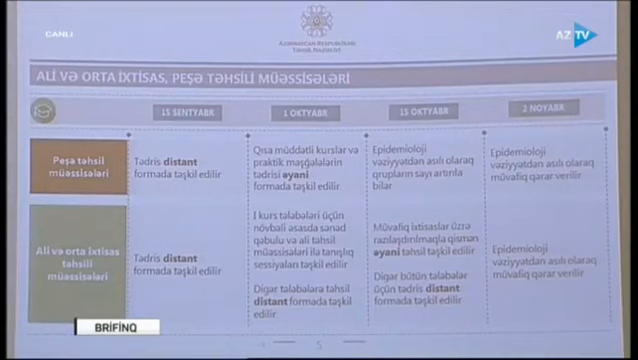 CANLI
AZTV
AZƏRBAYCAN RESPUBLİKASI
TƏHSİL NAZİRLİYİ
ALİ VƏ ORTA İXTİSAS, PEŞƏ TƏHSİLİ MÜƏSSİSƏLƏRİ
15 SENTYABR
1 OKTYABR
15 OKTYABR
2 NOYABR
Peşə təhsil
müəssisələri
Tədris distant
formada təşkil edilir
Qısa müddətli kurslar və
praktik məşğələlərin
tədrisi əyani
formada təşkil edilir
Epidemioloji
vəziyyətdən asılı olaraq
qrupların sayı artırıla
bilər
Epidemioloji
vəziyyətdən asılı olaraq
müvafiq qərar verilir
Ali və orta ixtisas
təhsili
müəssisələri
Tədris distant
formada təşkil edilir
I kurs tələbələri üçün
növbəli əsasda sənəd
qəbulu və ali təhsil
müəssisələri ilə tanışlıq
sessiyaları təşkil edilir
Digər tələbələrə təhsil
distant formada təşkil
edilir
Müvafiq ixtisaslar üzrə
razılaşdırılmaqla qismən
əyani təhsil təşkil edilir
Digər bütün tələbələr
üçün tədris distant
formada təşkil edilir
Epidemioloji
vəziyyətdən asılı olaraq
müvafiq qərar verilir
BRİFİNQ
5